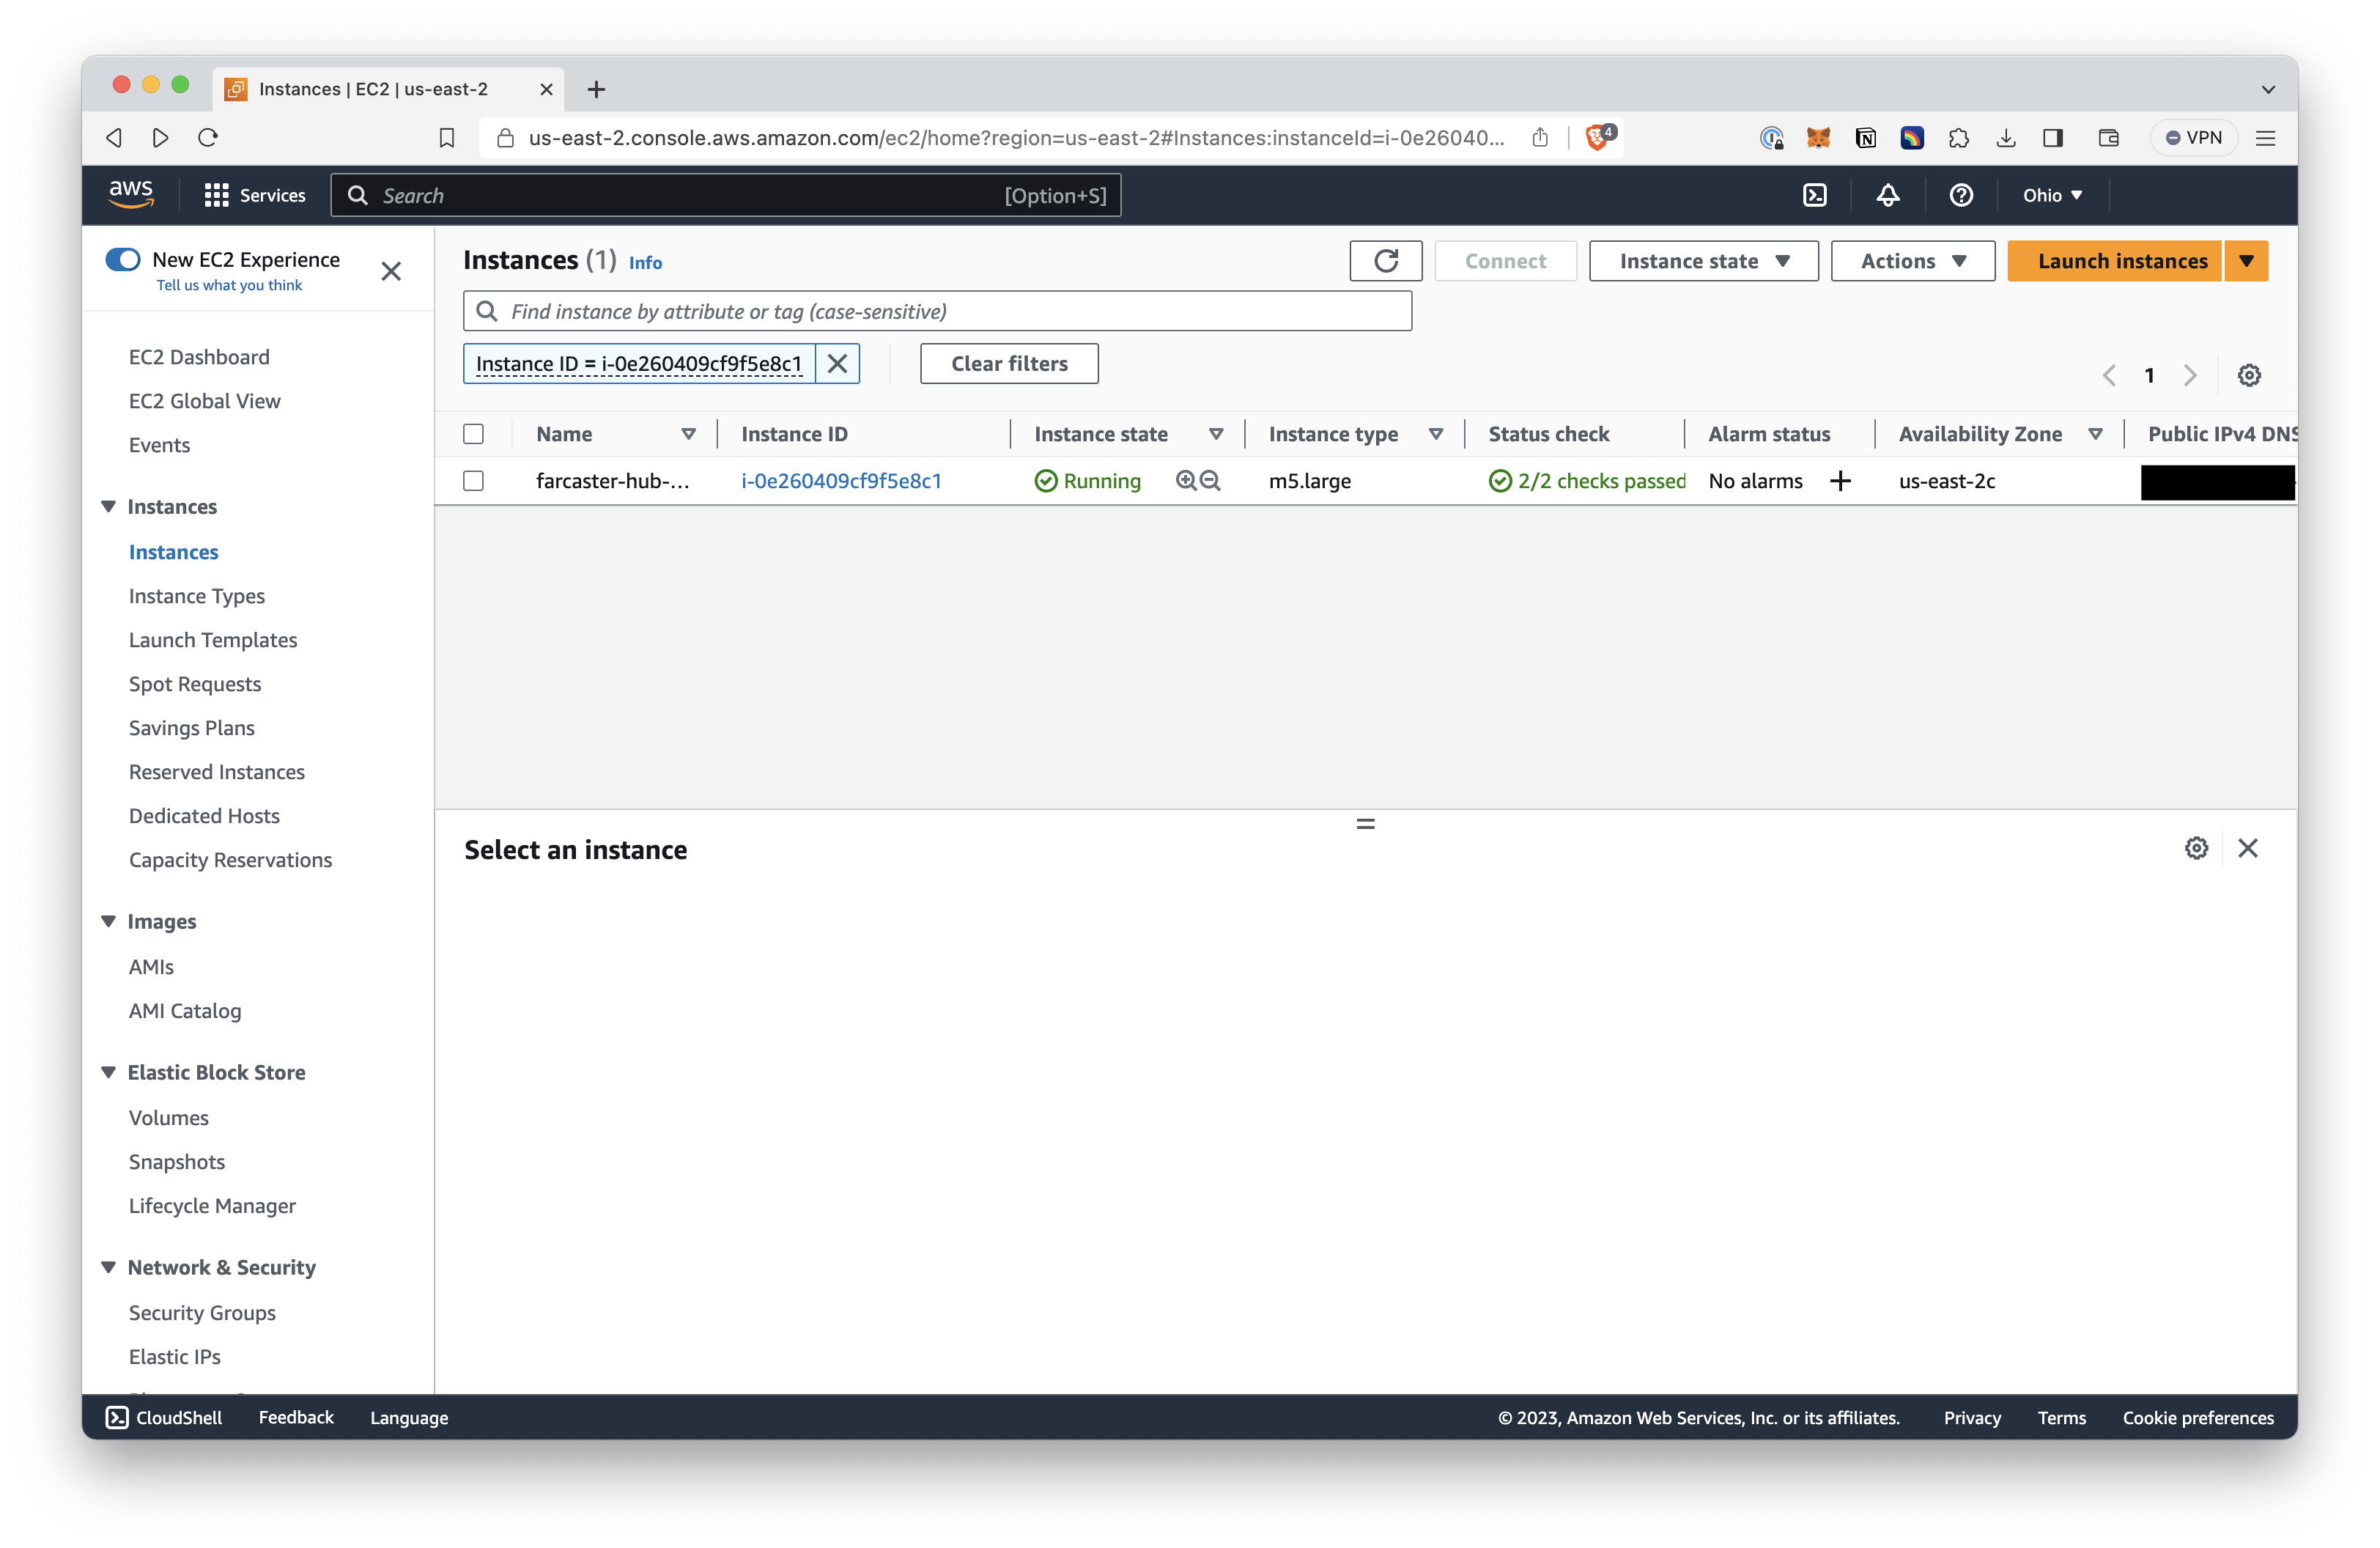 Instances | EC2 | us-east-2
us-east-2.console.aws.amazon.com/ec2/home?region=us-east-2#Instances:instanceId=i-0e26040...
4
VPN
aws
Services
Search
[Option+S]
Ohio
New EC2 Experience
Tell us what you think
EC2 Dashboard
EC2 Global View
Events
Instances
Instances
Instance Types
Launch Templates
Spot Requests
Savings Plans
Reserved Instances
Dedicated Hosts
Capacity Reservations
Images
AMIs
AMI Catalog
Elastic Block Store
Volumes
Snapshots
Lifecycle Manager
Network & Security
Security Groups
Elastic IPs
Instances (1) Info
Connect
Instance state
Actions
Launch instances
Find instance by attribute or tag (case-sensitive)
Instance ID = i-0e260409cf9f5e8c1
Clear filters
1
Name Instance ID Instance state Instance type Status check Alarm status Availability Zone Public IPv4 DNS
farcaster-hub-... i-0e260409cf9f5e8c1 Running m5.large 2/2 checks passed No alarms us-east-2c
Select an instance
CloudShell Feedback Language © 2023, Amazon Web Services, Inc. or its affiliates. Privacy Terms Cookie preferences